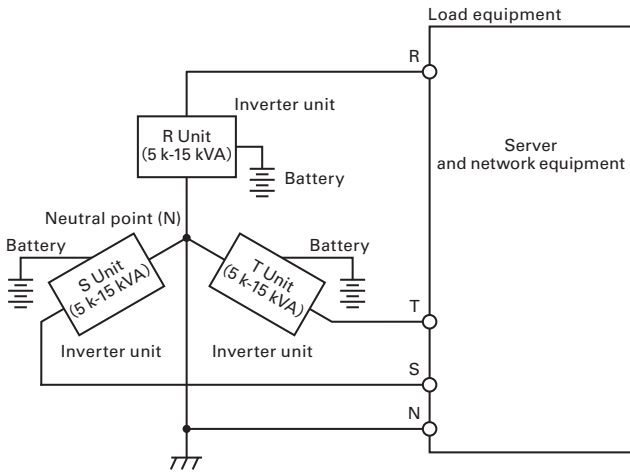 Load equipment
R
Inverter unit
R Unit
(5 k-15 kVA)
Server
and network equipment
Battery
Neutral point (N)
Battery
Battery
S Unit
(5 k-15 kVA)
T Unit
(5 k-15 kVA)
T
Inverter unit
Inverter unit
S
N